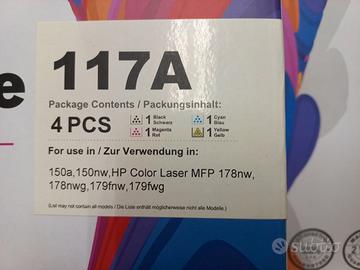 117A
Package Contents / Packungsinhalt:
4 PCS
1 Black Schwarz
1 Cyan Blau
1 Magenta Rot
1 Yellow Gelb
For use in / Zur Verwendung in:
150a,150nw,HP Color Laser MFP 178nw,
178nwg,179fnw,179fwg
(List may not contain all models / Die Liste enthält möglicherweise nicht alle Modelle.)
e
subito